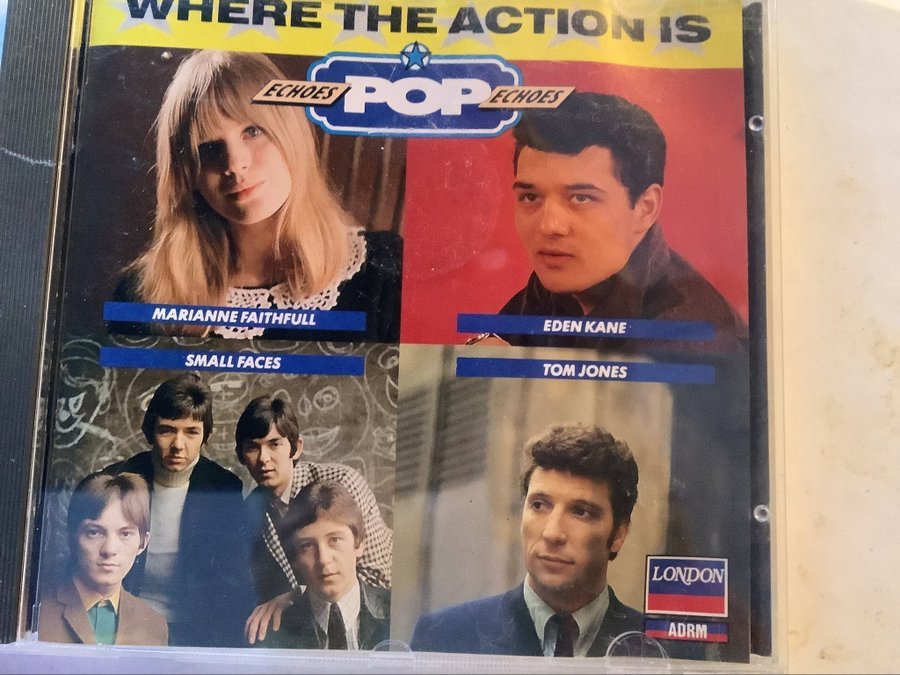 WHERE THE ACTION IS
ECHOES POP ECHOES
MARIANNE FAITHFULL
EDEN KANE
SMALL FACES
TOM JONES
LONDON
ADRM